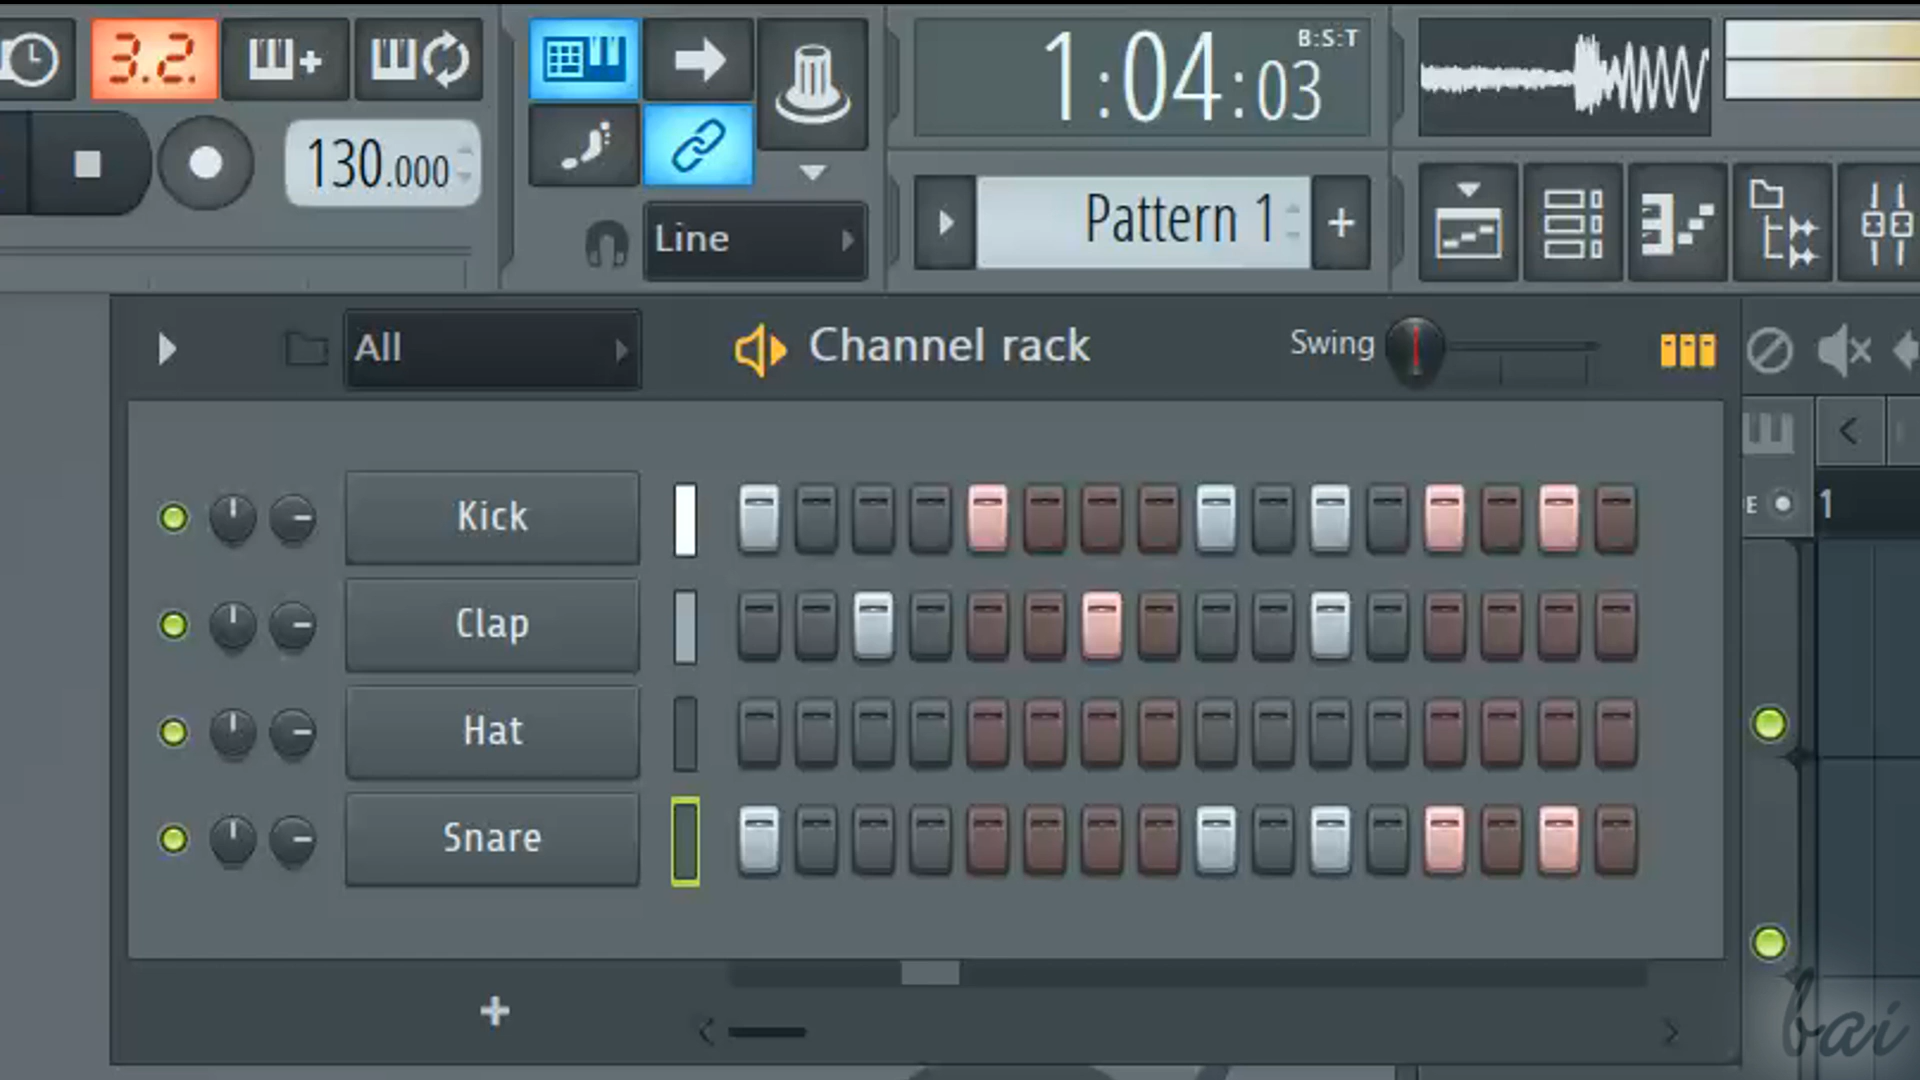 3.2.
130.000
Line
1:04:03
B:S:T
Pattern 1
All
Channel rack
Swing
Kick
E
1
Clap
Hat
Snare
bai